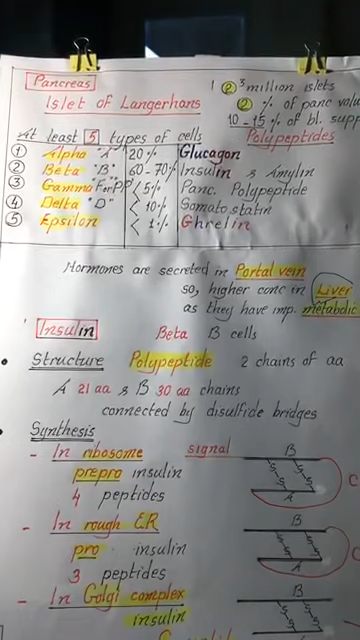 Pancreas
1 (2) 3 million islets
Islet of Langerhans
(2) % of panc
10-15 % of bl.
At least 5 types of cells
Polypeptides
① Alpha "A" 20 % Glucagon
② Beta "B" 60-70% Insulin & Amylin
③ Gamma "F or PP" < 5 % Panc. Polypeptide
④ Delta "D" < 10 % Somatostatin
⑤ Epsilon < 1 % Ghrelin
Hormones are secreted in Portal vein
so, higher conc in Liver
as they have imp. metabolic
Insulin Beta B cells
• Structure Polypeptide 2 chains of aa
A 21 aa & B 30 aa chains
connected by disulfide bridges
• Synthesis
- In ribosome signal B
prepro insulin
4 peptides A C
- In rough ER B
pro insulin
3 peptides A
- In Golgi complex B
insulin